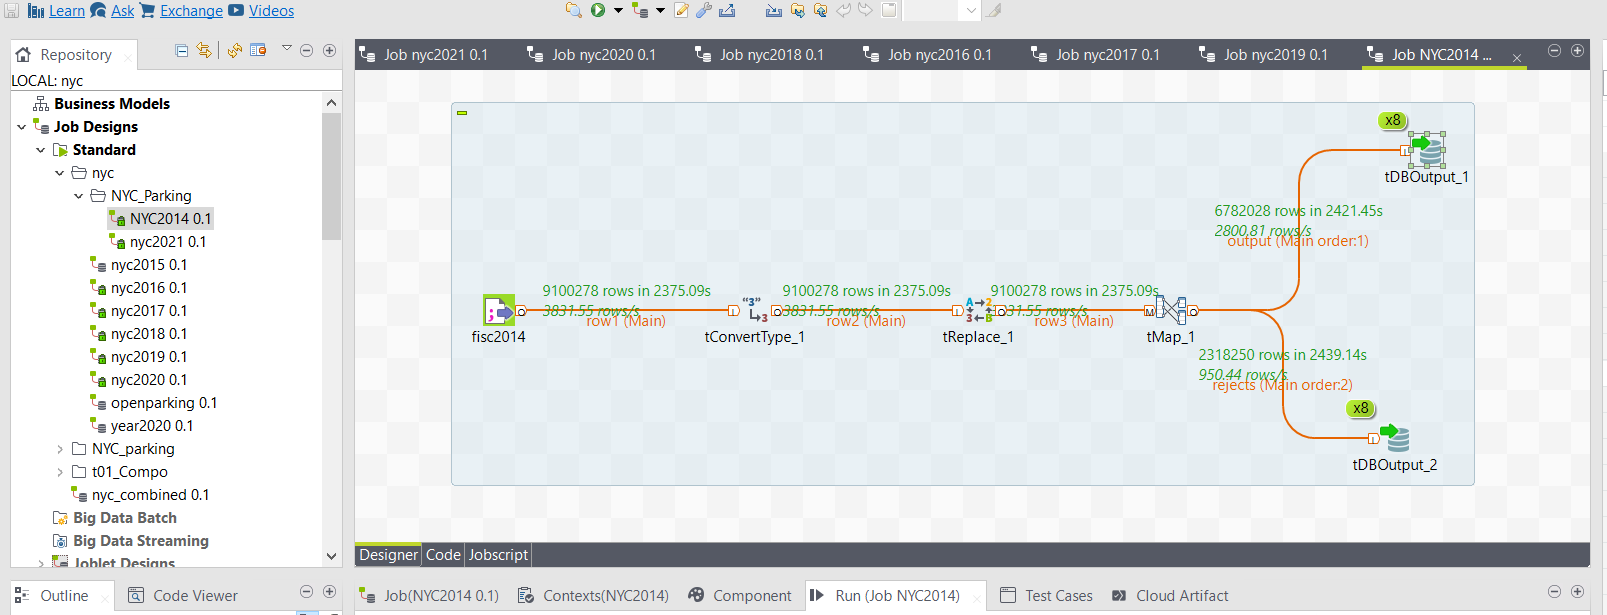 Learn Ask Exchange Videos
Repository
LOCAL: nyc
Business Models
Job Designs
Standard
nyc
NYC_Parking
NYC2014 0.1
nyc2021 0.1
nyc2015 0.1
nyc2016 0.1
nyc2017 0.1
nyc2018 0.1
nyc2019 0.1
nyc2020 0.1
openparking 0.1
year2020 0.1
NYC_parking
t01_Compo
nyc_combined 0.1
Big Data Batch
Big Data Streaming
Joblet Designs
Outline Code Viewer
Job nyc2021 0.1 Job nyc2020 0.1 Job nyc2018 0.1 Job nyc2016 0.1 Job nyc2017 0.1 Job nyc2019 0.1 Job NYC2014 ...
x8
tDBOutput_1
6782028 rows in 2421.45s
2800.81 rows/s
output (Main order:1)
9100278 rows in 2375.09s 9100278 rows in 2375.09s 9100278 rows in 2375.09s
3831.55 rows/s 3831.55 rows/s 31.55 rows/s
row1 (Main) row2 (Main) row3 (Main)
fisc2014 tConvertType_1 tReplace_1 tMap_1
2318250 rows in 2439.14s
950.44 rows/s
rejects (Main order:2)
x8
tDBOutput_2
Designer Code Jobscript
Job(NYC2014 0.1) Contexts(NYC2014) Component Run (Job NYC2014) Test Cases Cloud Artifact